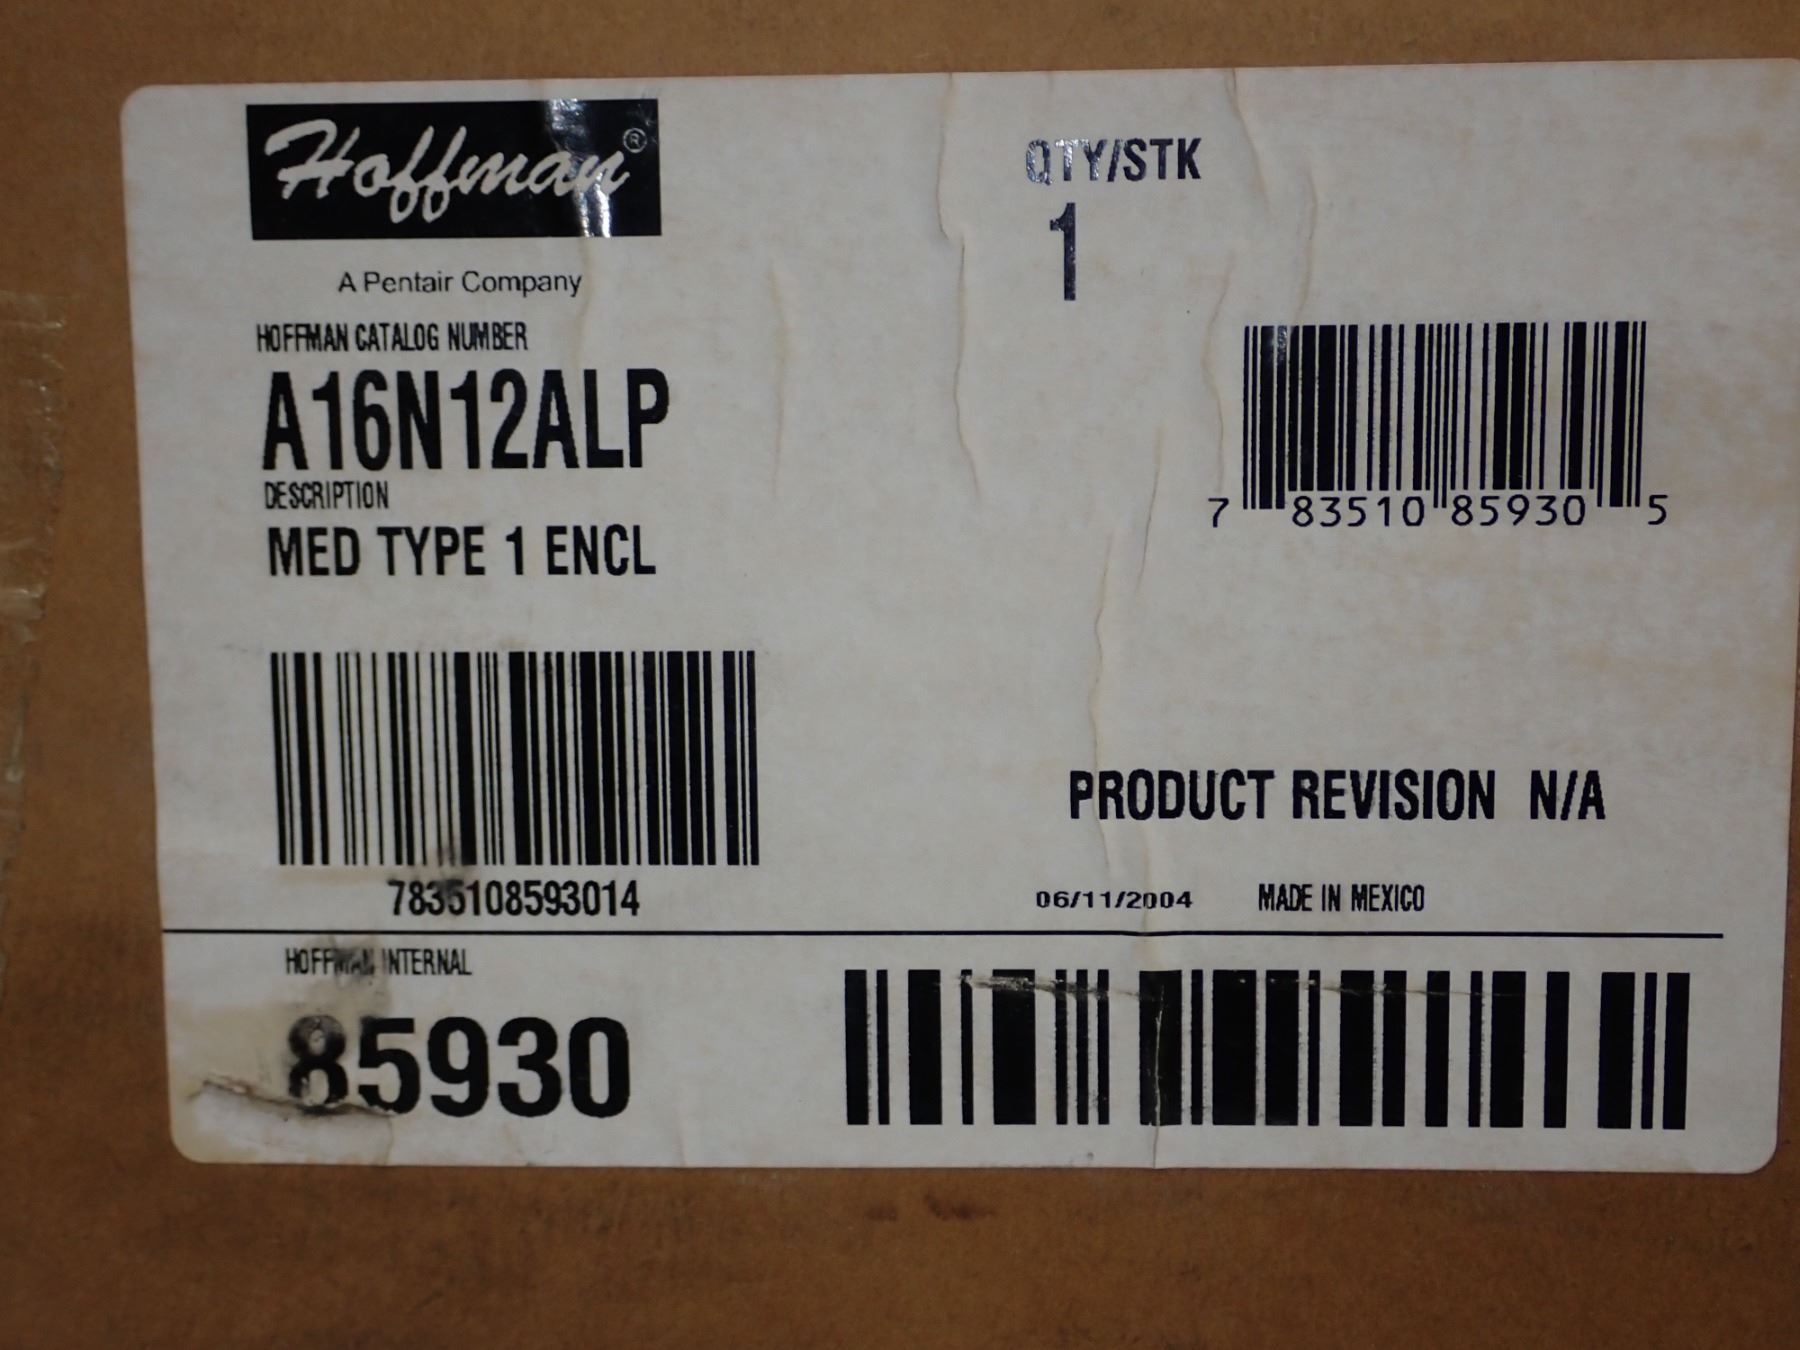 Hoffman®
A Pentair Company
QTY/STK
1
HOFFMAN CATALOG NUMBER
A16N12ALP
DESCRIPTION
MED TYPE 1 ENCL
7 83510 85930 5
7835108593014
PRODUCT REVISION N/A
06/11/2004 MADE IN MEXICO
HOFFMAN INTERNAL
85930